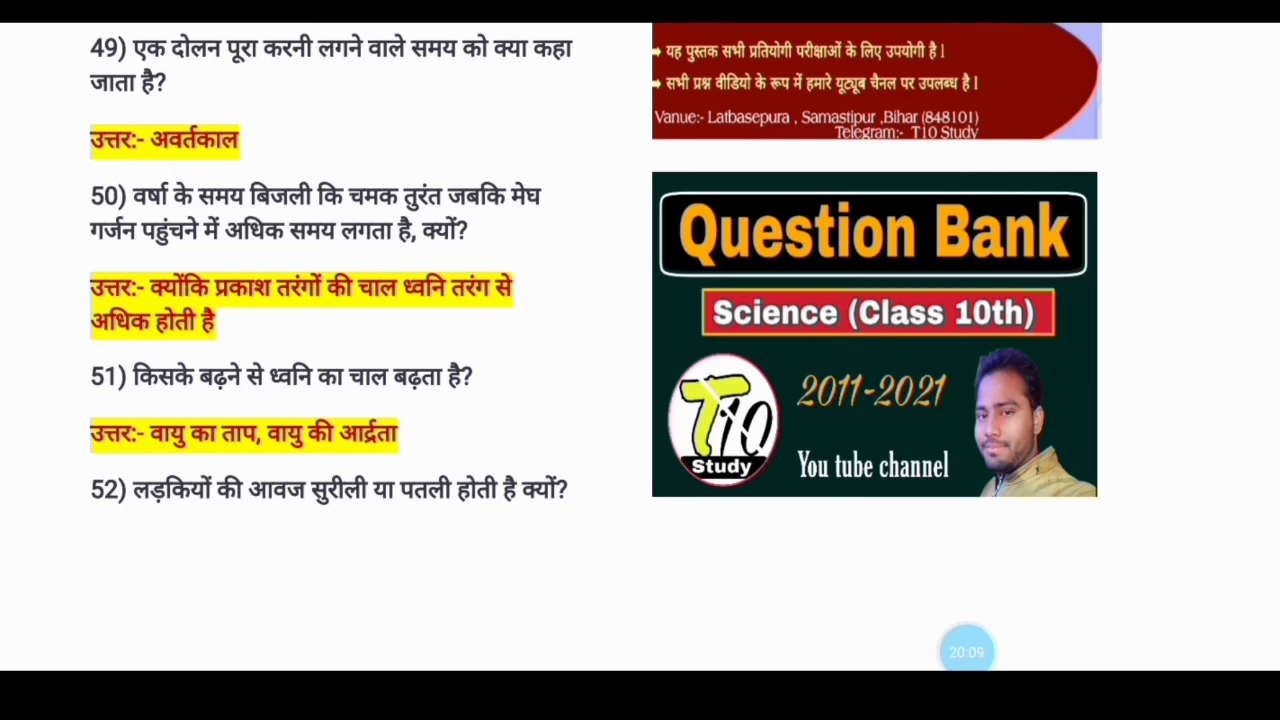 49) एक दोलन पूरा करनी लगने वाले समय को क्या कहा
जाता है?
उत्तर:- अवर्तकाल
50) वर्षा के समय बिजली कि चमक तुरंत जबकि मेघ
गर्जन पहुंचने में अधिक समय लगता है, क्यों?
उत्तर:- क्योंकि प्रकाश तरंगों की चाल ध्वनि तरंग से
अधिक होती है
51) किसके बढ़ने से ध्वनि का चाल बढ़ता है?
उत्तर:- वायु का ताप, वायु की आर्द्रता
52) लड़कियों की आवज सुरीली या पतली होती है क्यों?
यह पुस्तक सभी प्रतियोगी परीक्षाओं के लिए उपयोगी है l
सभी प्रश्न वीडियो के रूप में हमारे यूट्यूब चैनल पर उपलब्ध है l
Vanue:- Latbasepura , Samastipur ,Bihar (848101)
Telegram:- T10 Study
Question Bank
Science (Class 10th)
T10
Study
2011-2021
You tube channel
20:09